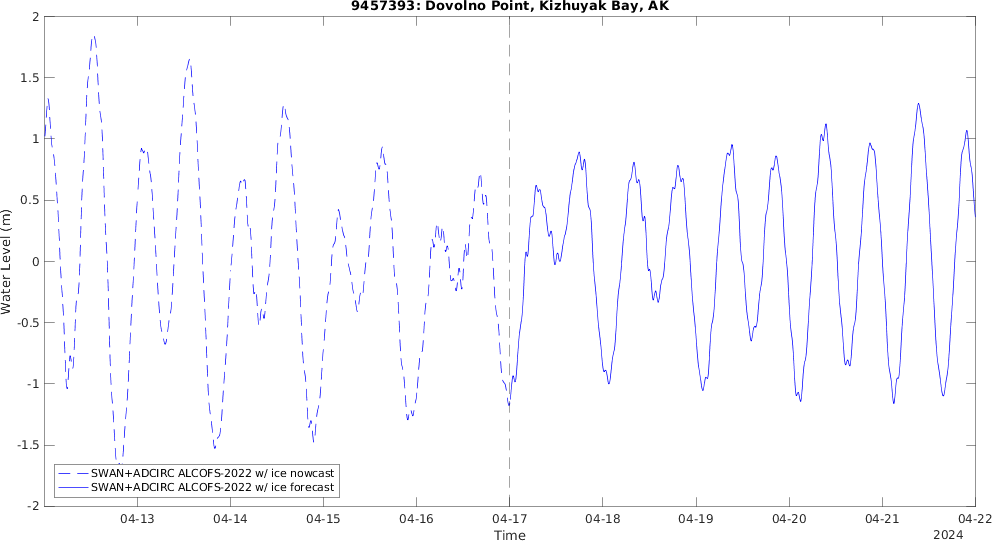 9457393: Dovolno Point, Kizhuyak Bay, AK
2
1.5
1
0.5
0
-0.5
-1
-1.5
-2
Water Level (m)
SWAN+ADCIRC ALCOFS-2022 w/ ice nowcast
SWAN+ADCIRC ALCOFS-2022 w/ ice forecast
04-13 04-14 04-15 04-16 04-17 04-18 04-19 04-20 04-21 04-22
Time
2024